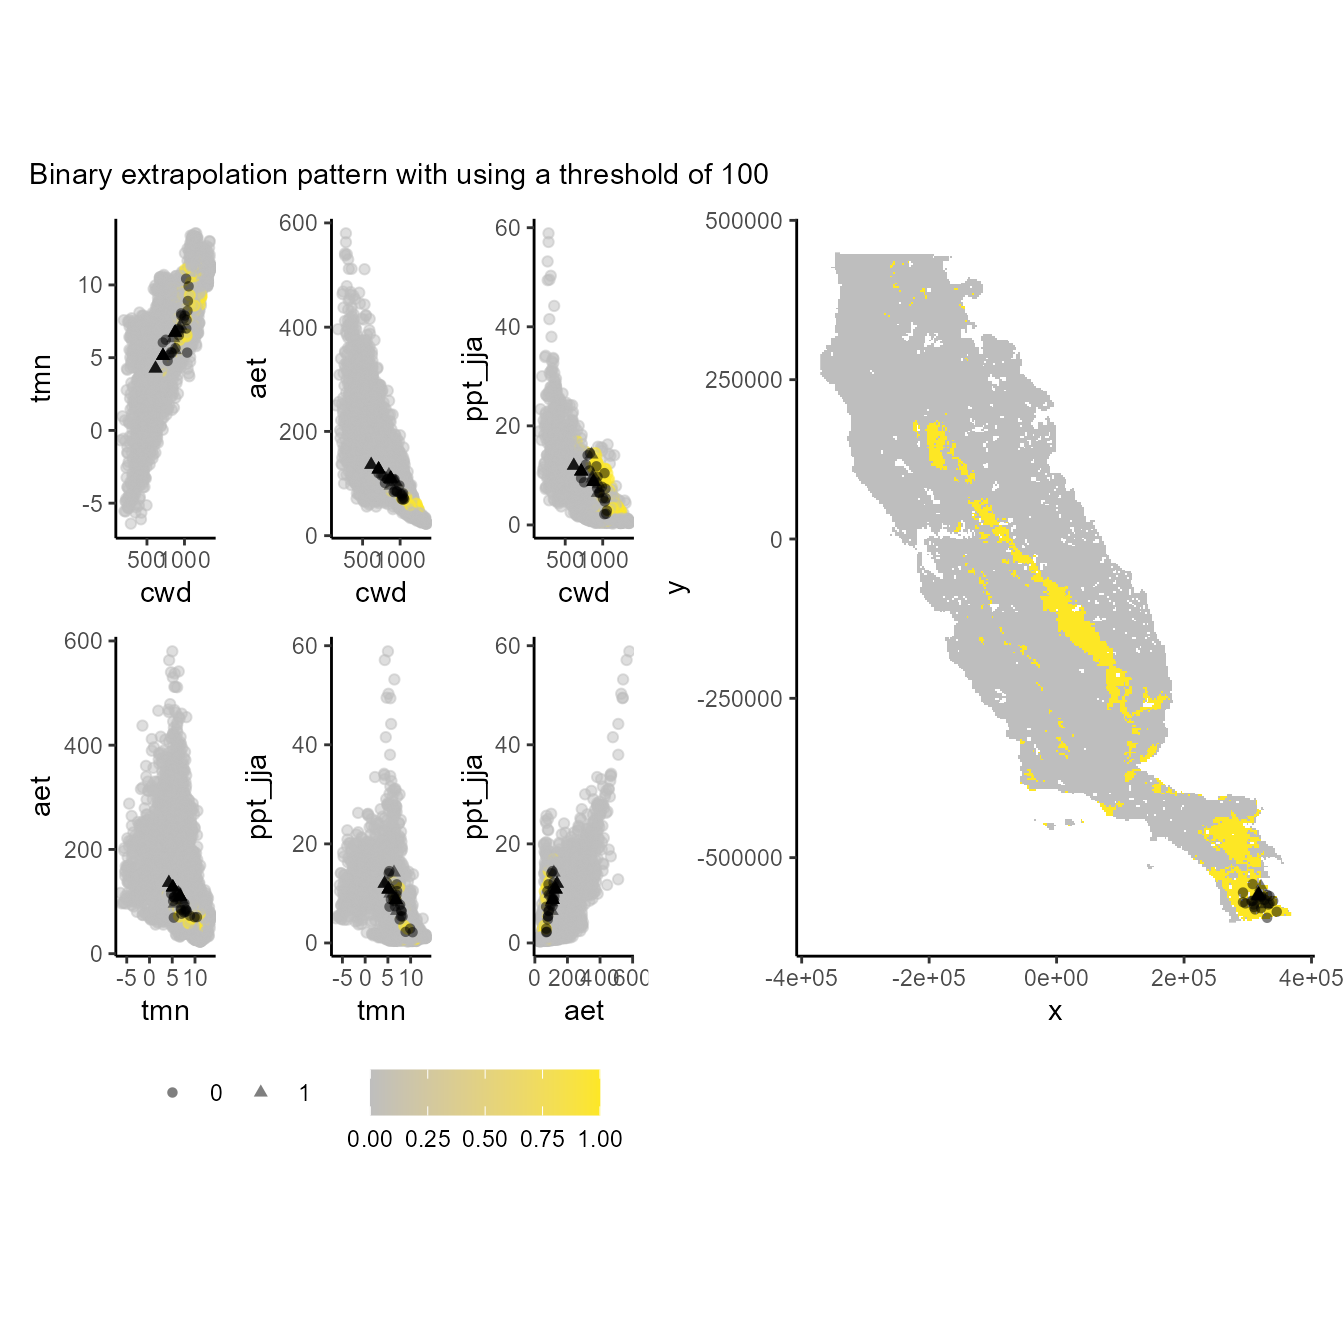 Binary extrapolation pattern with using a threshold of 100
tmn
10
5
0
-5
500 1000
cwd
aet
600
400
200
0
500 1000
cwd
ppt_jja
60
40
20
0
500 1000
cwd
y
500000
250000
0
-250000
-500000
-4e+05 -2e+05 0e+00 2e+05 4e+05
x
aet
600
400
200
0
-5 0 5 10
tmn
ppt_jja
60
40
20
0
-5 0 5 10
tmn
ppt_jja
60
40
20
0
0 200 400 600
aet
0 1
0.00 0.25 0.50 0.75 1.00